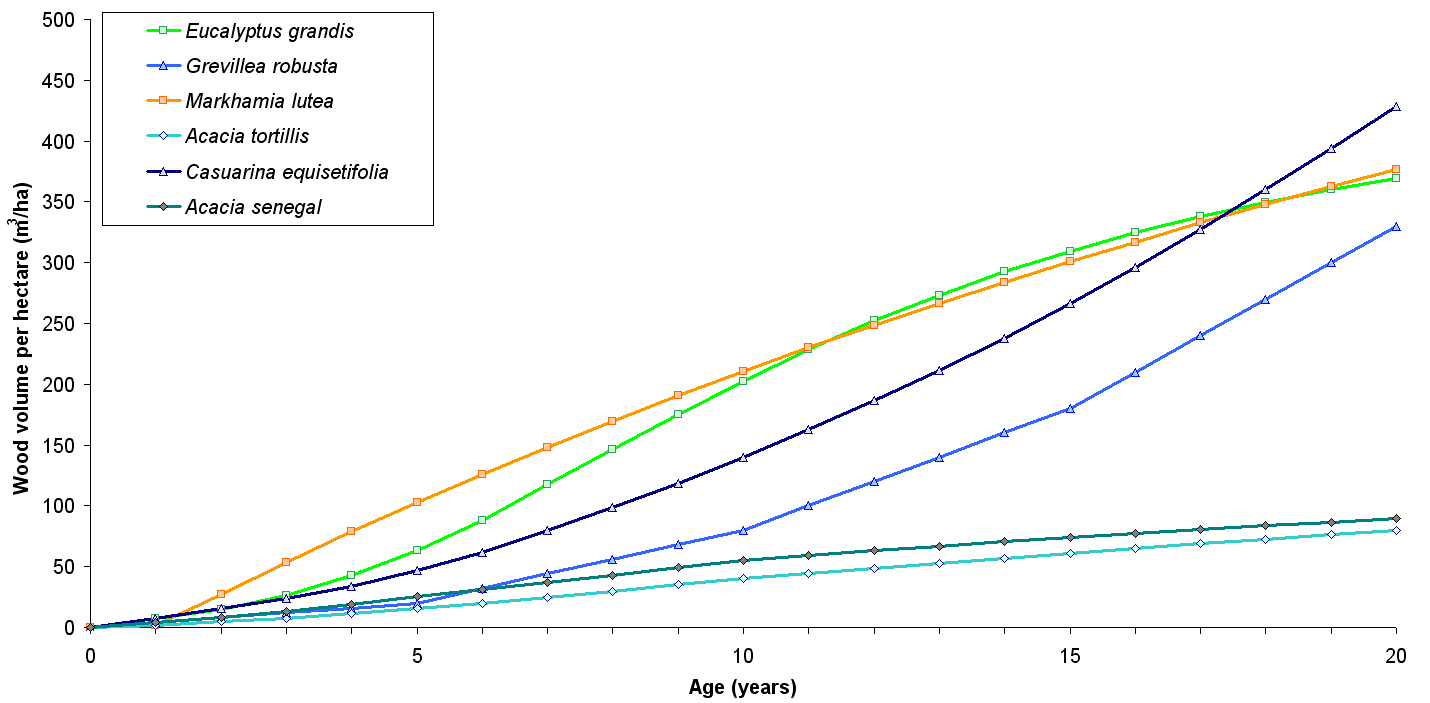 500
450
400
350
300
250
200
150
100
50
0
Wood volume per hectare (m³/ha)
Eucalyptus grandis
Grevillea robusta
Markhamia lutea
Acacia tortillis
Casuarina equisetifolia
Acacia senegal
0 5 10 15 20
Age (years)